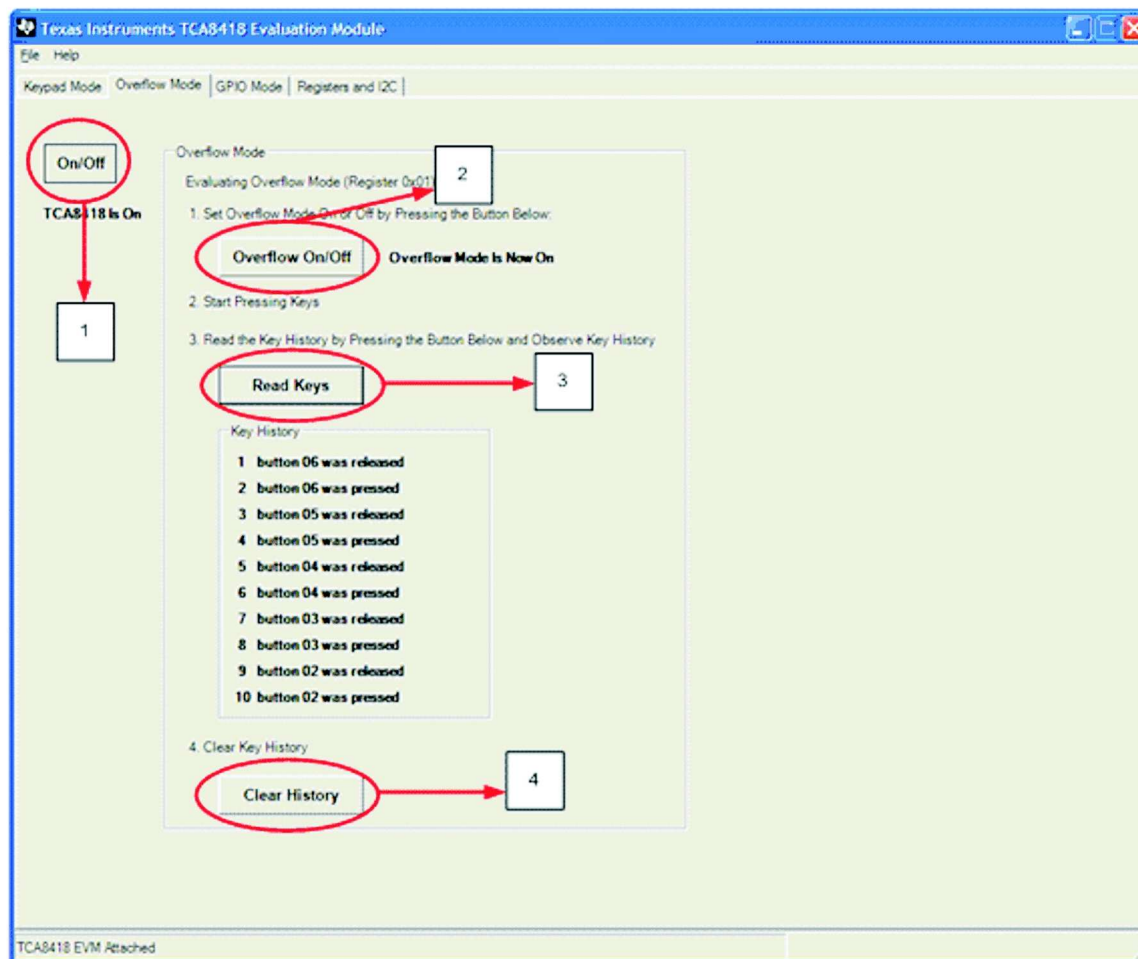 Texas Instruments TCA8418 Evaluation Module
File Help
Keypad Mode Overflow Mode GPIO Mode Registers and I2C
On/Off
TCA8418 Is On
1
Overflow Mode
Evaluating Overflow Mode (Register 0x01)
2
1. Set Overflow Mode On or Off by Pressing the Button Below:
Overflow On/Off Overflow Mode Is Now On
2. Start Pressing Keys
3. Read the Key History by Pressing the Button Below and Observe Key History
Read Keys
3
Key History
1 button 06 was released
2 button 06 was pressed
3 button 05 was released
4 button 05 was pressed
5 button 04 was released
6 button 04 was pressed
7 button 03 was released
8 button 03 was pressed
9 button 02 was released
10 button 02 was pressed
4. Clear Key History
Clear History
4
TCA8418 EVM Attached